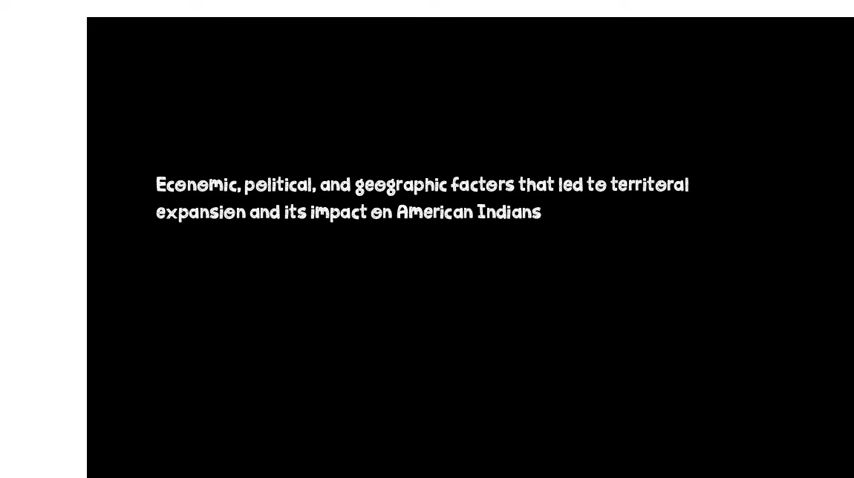 Economic, political, and geographic factors that led to territoral
expansion and its impact on American Indians